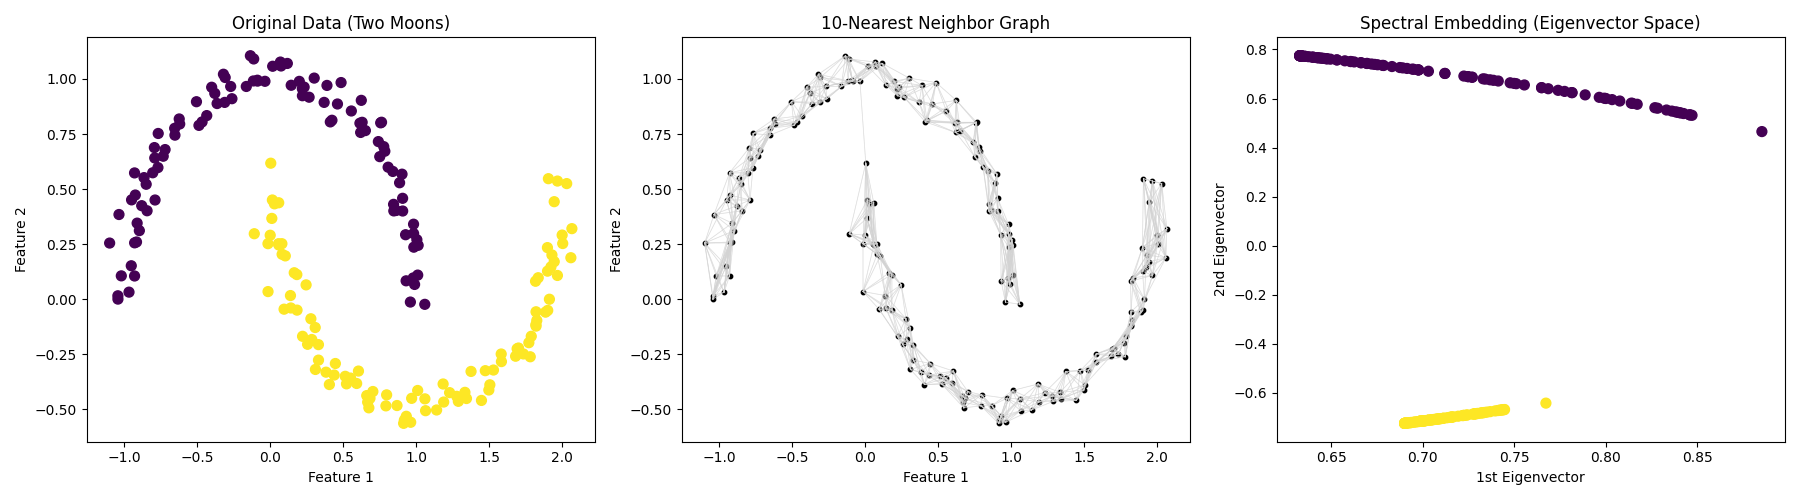 Original Data (Two Moons)
1.00
0.75
0.50
0.25
0.00
−0.25
−0.50
Feature 2
−1.0 −0.5 0.0 0.5 1.0 1.5 2.0
Feature 1
10-Nearest Neighbor Graph
1.00
0.75
0.50
0.25
0.00
−0.25
−0.50
Feature 2
−1.0 −0.5 0.0 0.5 1.0 1.5 2.0
Feature 1
Spectral Embedding (Eigenvector Space)
0.8
0.6
0.4
0.2
0.0
−0.2
−0.4
−0.6
2nd Eigenvector
0.65 0.70 0.75 0.80 0.85
1st Eigenvector